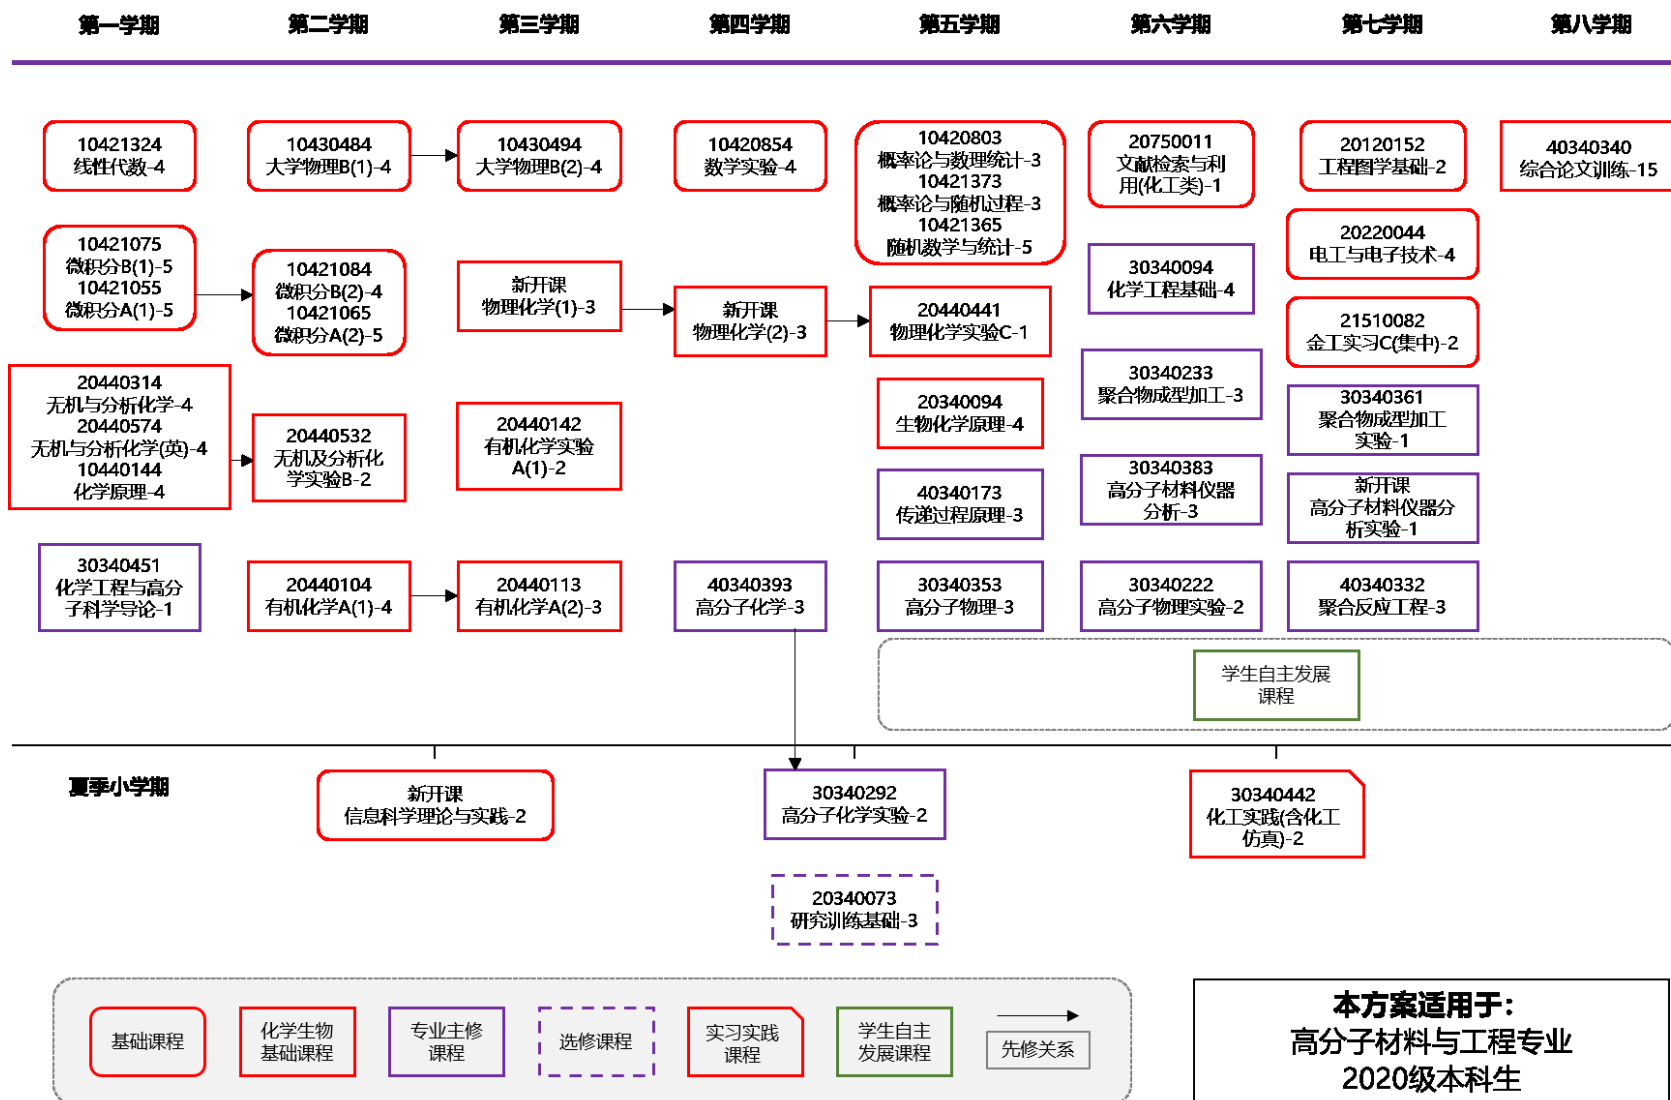 第一学期
第二学期
第三学期
第四学期
第五学期
第六学期
第七学期
第八学期
10421324
线性代数-4
10421075
微积分B(1)-5
10421055
微积分A(1)-5
20440314
无机与分析化学-4
20440574
无机与分析化学(英)-4
10440144
化学原理-4
30340451
化学工程与高分
子科学导论-1
10430484
大学物理B(1)-4
10421084
微积分B(2)-4
10421065
微积分A(2)-5
20440532
无机及分析化
学实验B-2
20440104
有机化学A(1)-4
10430494
大学物理B(2)-4
新开课
物理化学(1)-3
20440142
有机化学实验
A(1)-2
20440113
有机化学A(2)-3
10420854
数学实验-4
新开课
物理化学(2)-3
40340393
高分子化学-3
10420803
概率论与数理统计-3
10421373
概率论与随机过程-3
10421365
随机数学与统计-5
20440441
物理化学实验C-1
20340094
生物化学原理-4
40340173
传递过程原理-3
30340353
高分子物理-3
20750011
文献检索与利
用(化工类)-1
30340094
化学工程基础-4
30340233
聚合物成型加工-3
30340383
高分子材料仪器
分析-3
30340222
高分子物理实验-2
20120152
工程图学基础-2
20220044
电工与电子技术-4
21510082
金工实习C(集中)-2
30340361
聚合物成型加工
实验-1
新开课
高分子材料仪器分
析实验-1
40340332
聚合反应工程-3
40340340
综合论文训练-15
学生自主发展
课程
夏季小学期
新开课
信息科学理论与实践-2
30340292
高分子化学实验-2
20340073
研究训练基础-3
30340442
化工实践(含化工
仿真)-2
基础课程
化学生物
基础课程
专业主修
课程
选修课程
实习实践
课程
学生自主
发展课程
先修关系
本方案适用于：
高分子材料与工程专业
2020级本科生